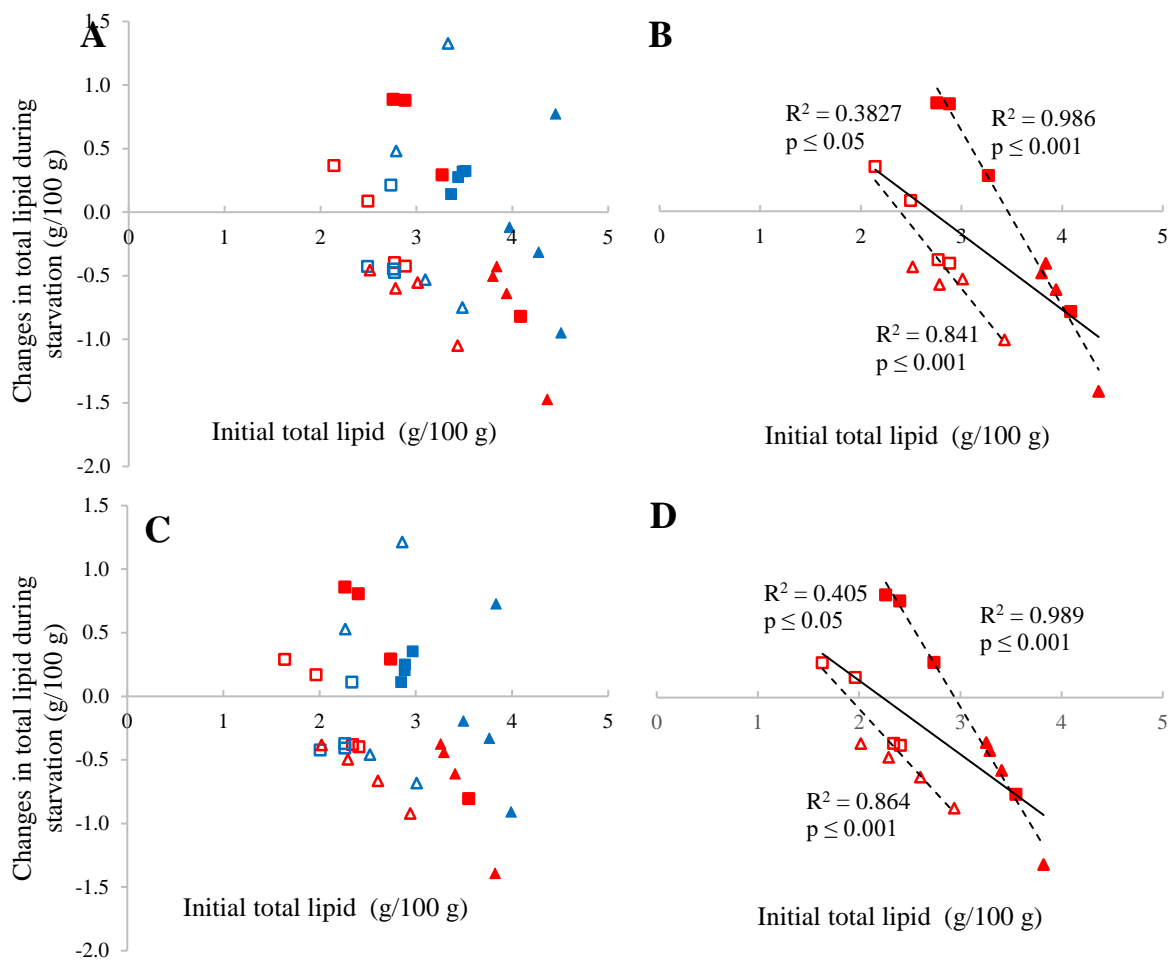 A
1.5
1.0
0.5
0.0
-0.5
-1.0
-1.5
-2.0
0 1 2 3 4 5
Changes in total lipid during
starvation (g/100 g)
Initial total lipid (g/100 g)
B
R² = 0.3827
p ≤ 0.05
R² = 0.986
p ≤ 0.001
0 1 2 3 4 5
R² = 0.841
p ≤ 0.001
Initial total lipid (g/100 g)
C
1.5
1.0
0.5
0.0
-0.5
-1.0
-1.5
-2.0
0 1 2 3 4 5
Changes in total lipid during
starvation (g/100 g)
Initial total lipid (g/100 g)
D
R² = 0.405
p ≤ 0.05
R² = 0.989
p ≤ 0.001
0 1 2 3 4 5
R² = 0.864
p ≤ 0.001
Initial total lipid (g/100 g)